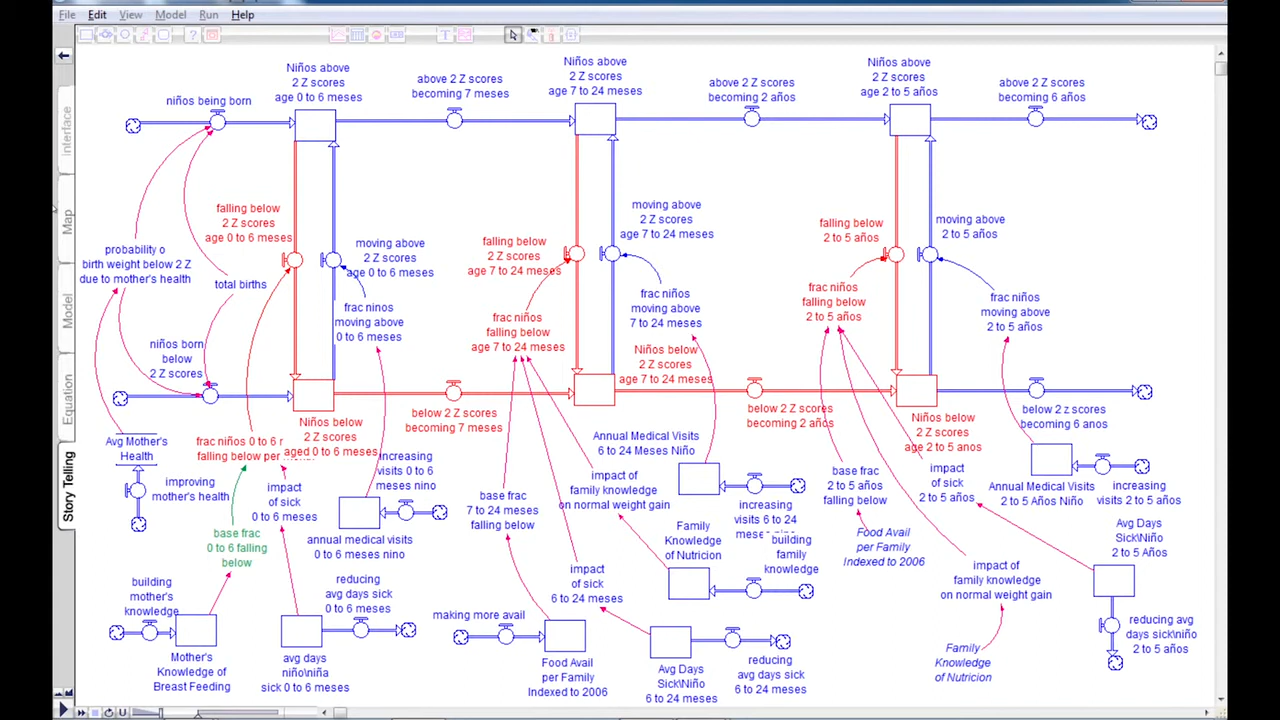 File Edit View Model Run Help
Interface
Map
Model
Equation
Story Telling
niños being born
Niños above
2 Z scores
age 0 to 6 meses
above 2 Z scores
becoming 7 meses
Niños above
2 Z scores
age 7 to 24 meses
above 2 Z scores
becoming 2 años
Niños above
2 Z scores
age 2 to 5 años
above 2 Z scores
becoming 6 años
falling below
2 Z scores
age 0 to 6 meses
moving above
2 Z scores
age 0 to 6 meses
falling below
2 Z scores
age 7 to 24 meses
moving above
2 Z scores
age 7 to 24 meses
falling below
2 to 5 años
moving above
2 to 5 años
probability o
birth weight below 2 Z
due to mother's health
total births
frac ninos
moving above
0 to 6 meses
frac niños
falling below
age 7 to 24 meses
frac niños
moving above
7 to 24 meses
frac niños
falling below
2 to 5 años
frac niños
moving above
2 to 5 años
niños born
below
2 Z scores
Niños below
2 Z scores
age 7 to 24 meses
Avg Mother's
Health
frac niños 0 to 6
falling below per
Niños below
2 Z scores
aged 0 to 6 meses
below 2 Z scores
becoming 7 meses
below 2 Z scores
becoming 2 años
Niños below
2 Z scores
age 2 to 5 anos
below 2 z scores
becoming 6 anos
improving
mother's health
impact
of sick
0 to 6 meses
increasing
visits 0 to 6
meses nino
annual medical visits
0 to 6 meses nino
base frac
0 to 6 falling
below
base frac
7 to 24 meses
falling below
impact of
family knowledge
on normal weight gain
Annual Medical Visits
6 to 24 Meses Niño
increasing
visits 6 to 24
meses
building
family
knowledge
Family
Knowledge
of Nutricion
base frac
2 to 5 años
falling below
impact
of sick
2 to 5 años
Annual Medical Visits
2 to 5 Años Niño
increasing
visits 2 to 5 años
Food Avail
per Family
Indexed to 2006
Avg Days
Sick\Niño
2 to 5 Años
building
mother's
knowledge
Mother's
Knowledge of
Breast Feeding
reducing
avg days sick
0 to 6 meses
avg days
niño\niña
sick 0 to 6 meses
making more avail
Food Avail
per Family
Indexed to 2006
impact
of sick
6 to 24 meses
Avg Days
Sick\Niño
6 to 24 meses
reducing
avg days sick
6 to 24 meses
impact of
family knowledge
on normal weight gain
Family
Knowledge
of Nutricion
reducing avg
days sick\niño
2 to 5 años